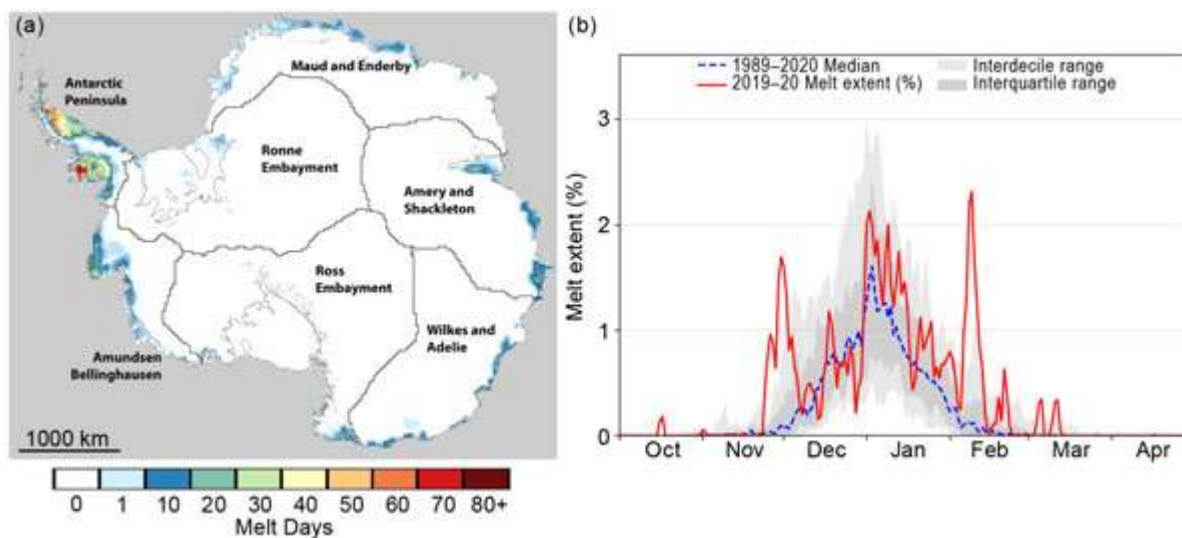 (a)
Maud and Enderby
Antarctic
Peninsula
Ronne
Embayment
Amery and
Shackleton
Ross
Embayment
Wilkes and
Adelie
Amundsen
Bellinghausen
1000 km
0 1 10 20 30 40 50 60 70 80+
Melt Days
(b)
1989–2020 Median
2019–20 Melt extent (%)
Interdecile range
Interquartile range
Melt extent (%)
3
2
1
0
Oct Nov Dec Jan Feb Mar Apr